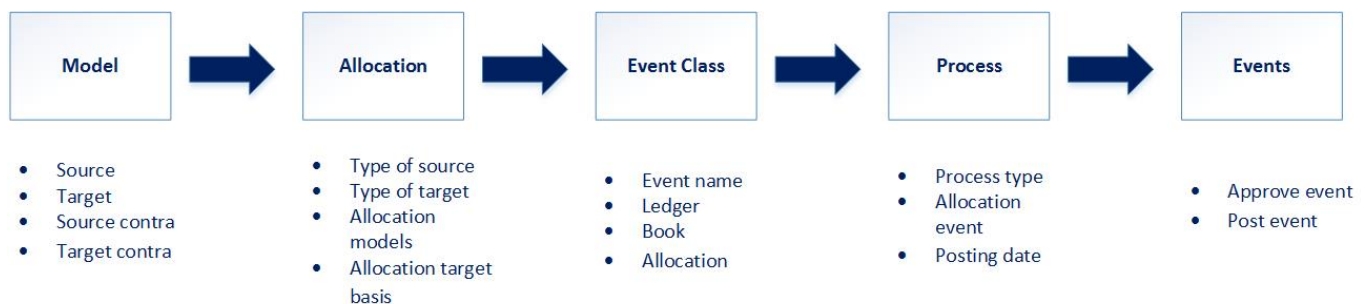 Model
Allocation
Event Class
Process
Events
• Source
• Target
• Source contra
• Target contra
• Type of source
• Type of target
• Allocation
models
• Allocation target
basis
• Event name
• Ledger
• Book
• Allocation
• Process type
• Allocation
event
• Posting date
• Approve event
• Post event